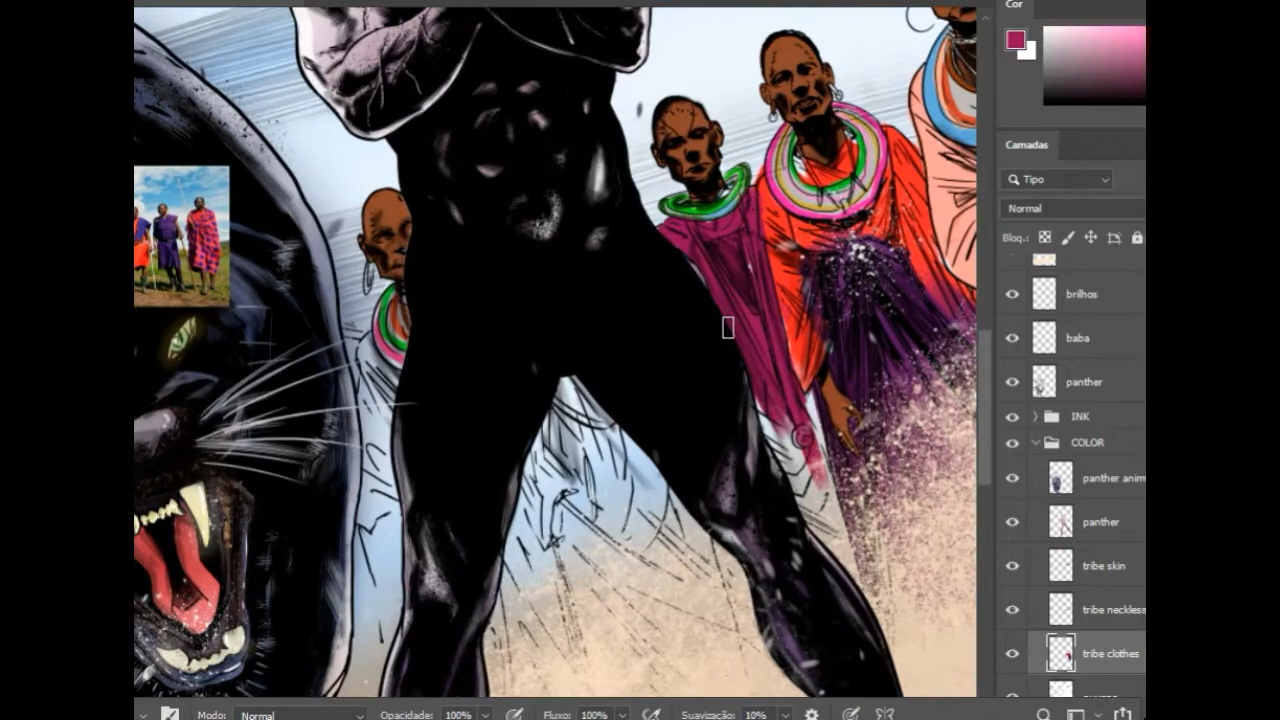 Cor
Camadas
Tipo
Normal
Bloq.:
brilhos
baba
panther
INK
COLOR
panther anim
panther
tribe skin
tribe neckless
tribe clothes
Modo: Normal Opacidade: 100% Fluxo: 100% Suavização: 10%